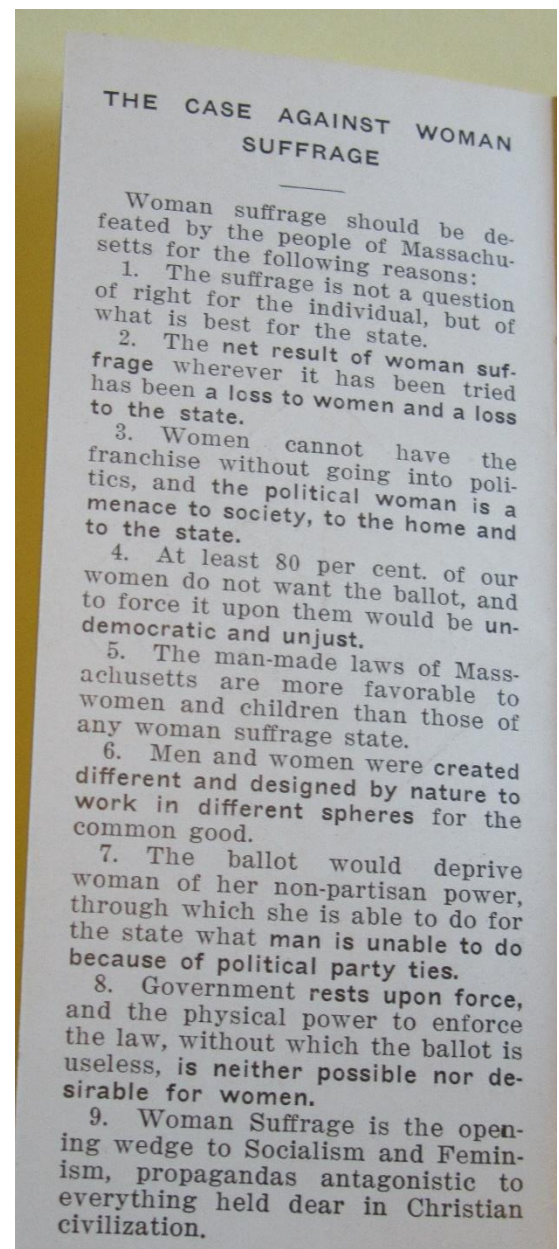 THE CASE AGAINST WOMAN
SUFFRAGE
Woman suffrage should be de-
feated by the people of Massachu-
setts for the following reasons:
1. The suffrage is not a question
of right for the individual, but of
what is best for the state.
2. The net result of woman suf-
frage wherever it has been tried
has been a loss to women and a loss
to the state.
3. Women cannot have the
franchise without going into poli-
tics, and the political woman is a
menace to society, to the home and
to the state.
4. At least 80 per cent. of our
women do not want the ballot, and
to force it upon them would be un-
democratic and unjust.
5. The man-made laws of Mass-
achusetts are more favorable to
women and children than those of
any woman suffrage state.
6. Men and women were created
different and designed by nature to
work in different spheres for the
common good.
7. The ballot would deprive
woman of her non-partisan power,
through which she is able to do for
the state what man is unable to do
because of political party ties.
8. Government rests upon force,
and the physical power to enforce
the law, without which the ballot is
useless, is neither possible nor de-
sirable for women.
9. Woman Suffrage is the open-
ing wedge to Socialism and Femin-
ism, propagandas antagonistic to
everything held dear in Christian
civilization.